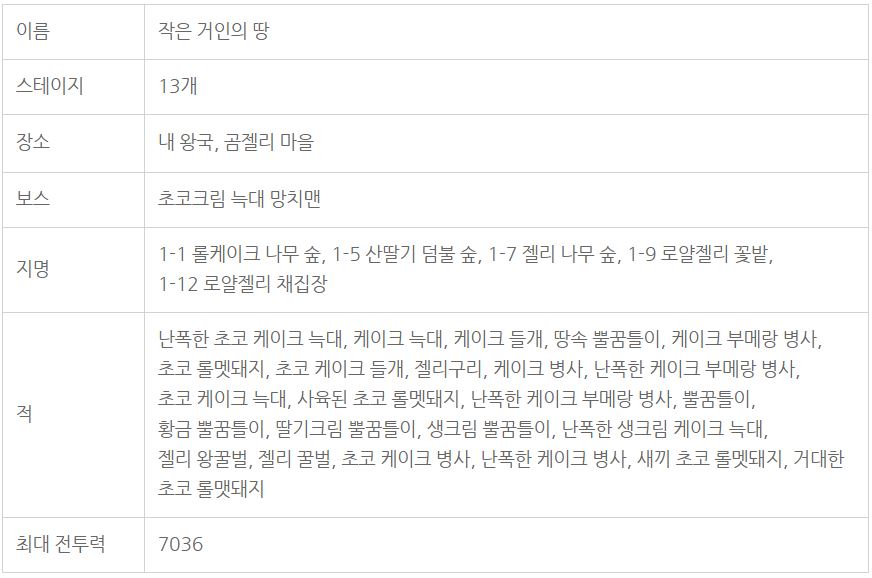 이름
작은 거인의 땅
스테이지
13개
장소
내 왕국, 곰젤리 마을
보스
초코크림 늑대 망치맨
지명
1-1 롤케이크 나무 숲, 1-5 산딸기 덤불 숲, 1-7 젤리 나무 숲, 1-9 로얄젤리 꽃밭,
1-12 로얄젤리 채집장
적
난폭한 초코 케이크 늑대, 케이크 늑대, 케이크 들개, 땅속 뿔꿈틀이, 케이크 부메랑 병사,
초코 롤멧돼지, 초코 케이크 들개, 젤리구리, 케이크 병사, 난폭한 케이크 부메랑 병사,
초코 케이크 늑대, 사육된 초코 롤멧돼지, 난폭한 케이크 부메랑 병사, 뿔꿈틀이,
황금 뿔꿈틀이, 딸기크림 뿔꿈틀이, 생크림 뿔꿈틀이, 난폭한 생크림 케이크 늑대,
젤리 왕꿀벌, 젤리 꿀벌, 초코 케이크 병사, 난폭한 케이크 병사, 새끼 초코 롤멧돼지, 거대한
초코 롤맷돼지
최대 전투력
7036